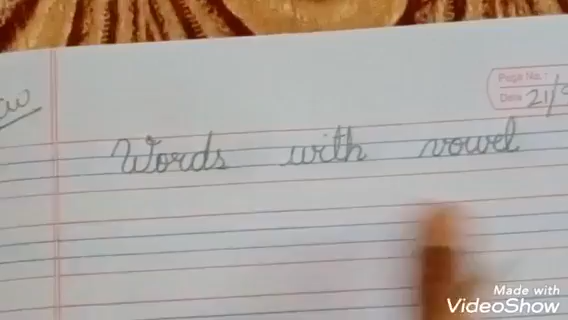 Page No.:
Date 21/
Words with vowel
Made with
VideoShow